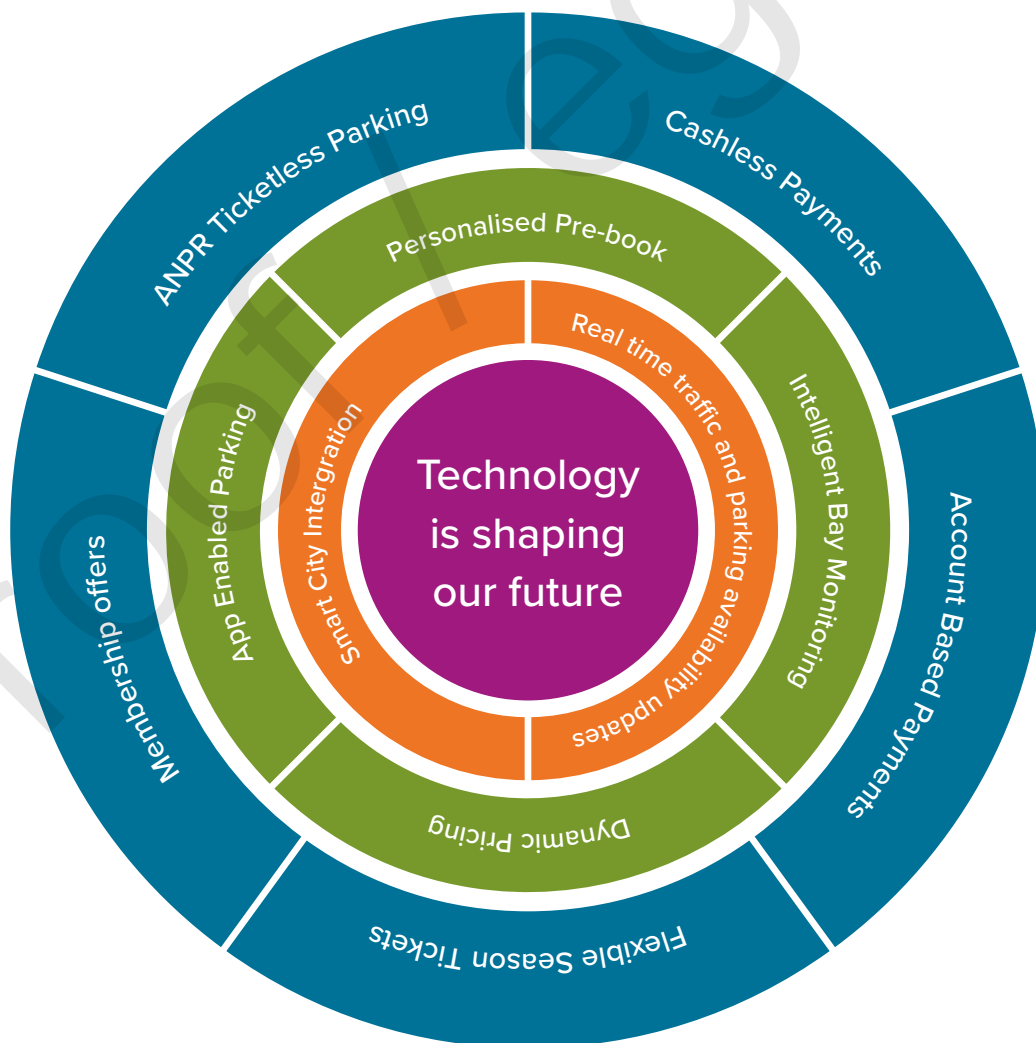 Technology
is shaping
our future
Smart City Intergration
Real time traffic and parking availability updates
App Enabled Parking
Personalised Pre-book
Intelligent Bay Monitoring
Dynamic Pricing
Membership offers
ANPR Ticketless Parking
Cashless Payments
Account Based Payments
Flexible Season Tickets